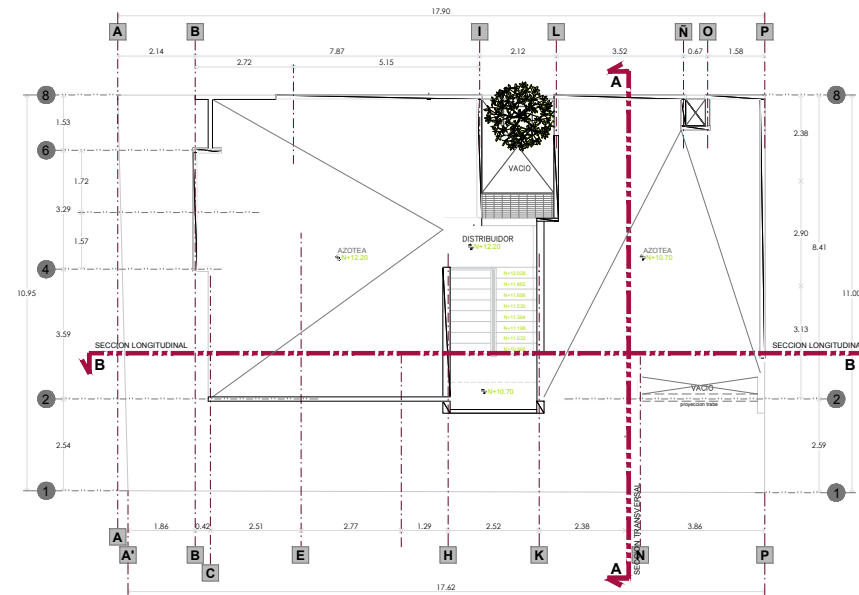 17.90
A B I L Ñ O P
2.14 7.87 2.12 3.52 0.67 1.58
2.72 5.15
A
8 8
1.53 2.38
6
VACIO
1.72
3.29
2.90
DISTRIBUIDOR
N+12.20
AZOTEA
N+12.20
AZOTEA
N+10.70
8.41
1.57
4
10.95 11.00
3.13
3.59
SECCION LONGITUDINAL
SECCION LONGITUDINA
B B
VACIO
N+10.70
proyeccion trabe
2 2
2.54 2.59
1 1
SECCION TRANSVERSAL
1.86 0.42 2.51 2.77 1.29 2.52 2.38 3.86
A
A' B C E H K N P
A
17.62